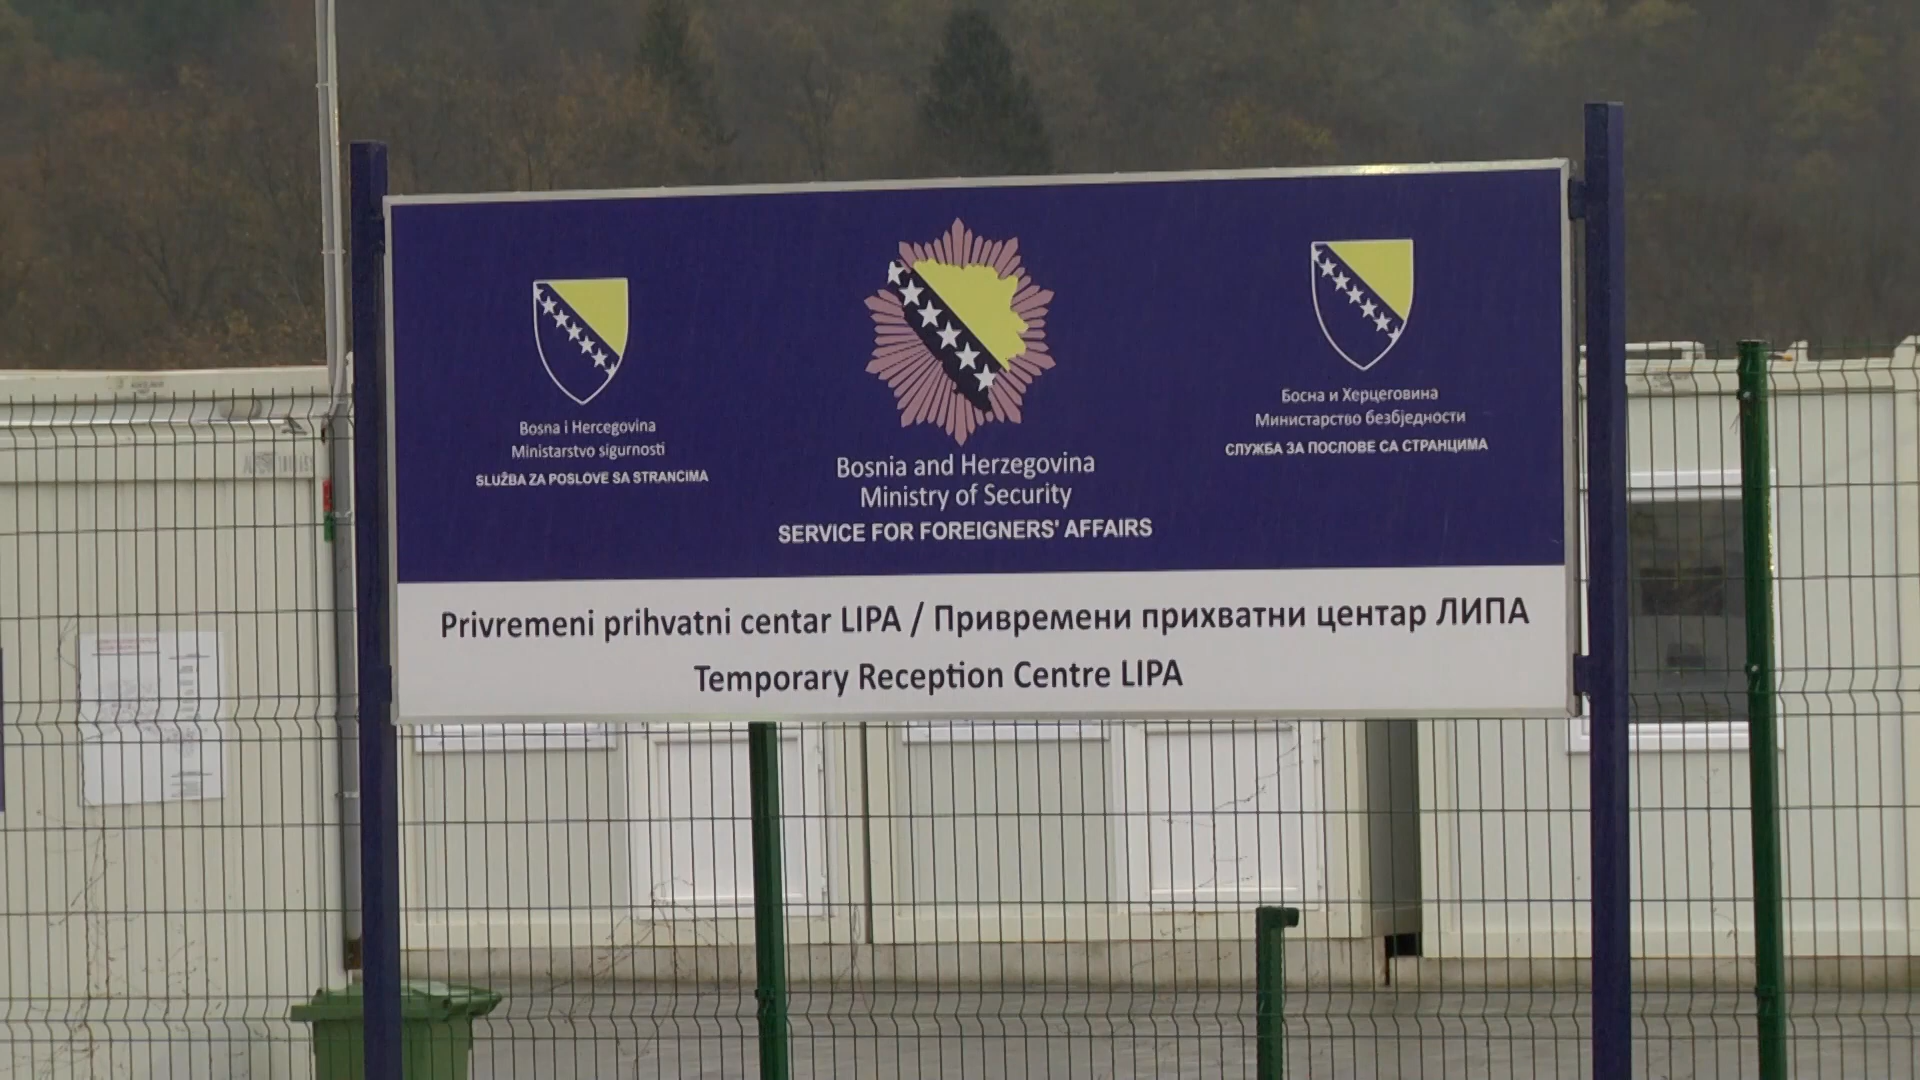 Bosna i Hercegovina
Ministarstvo sigurnosti
SLUŽBA ZA POSLOVE SA STRANCIMA
Bosnia and Herzegovina
Ministry of Security
SERVICE FOR FOREIGNERS' AFFAIRS
Босна и Херцеговина
Министарство безбједности
СЛУЖБА ЗА ПОСЛОВЕ СА СТРАНЦИМА
Privremeni prihvatni centar LIPA / Привремени прихватни центар ЛИПА
Temporary Reception Centre LIPA